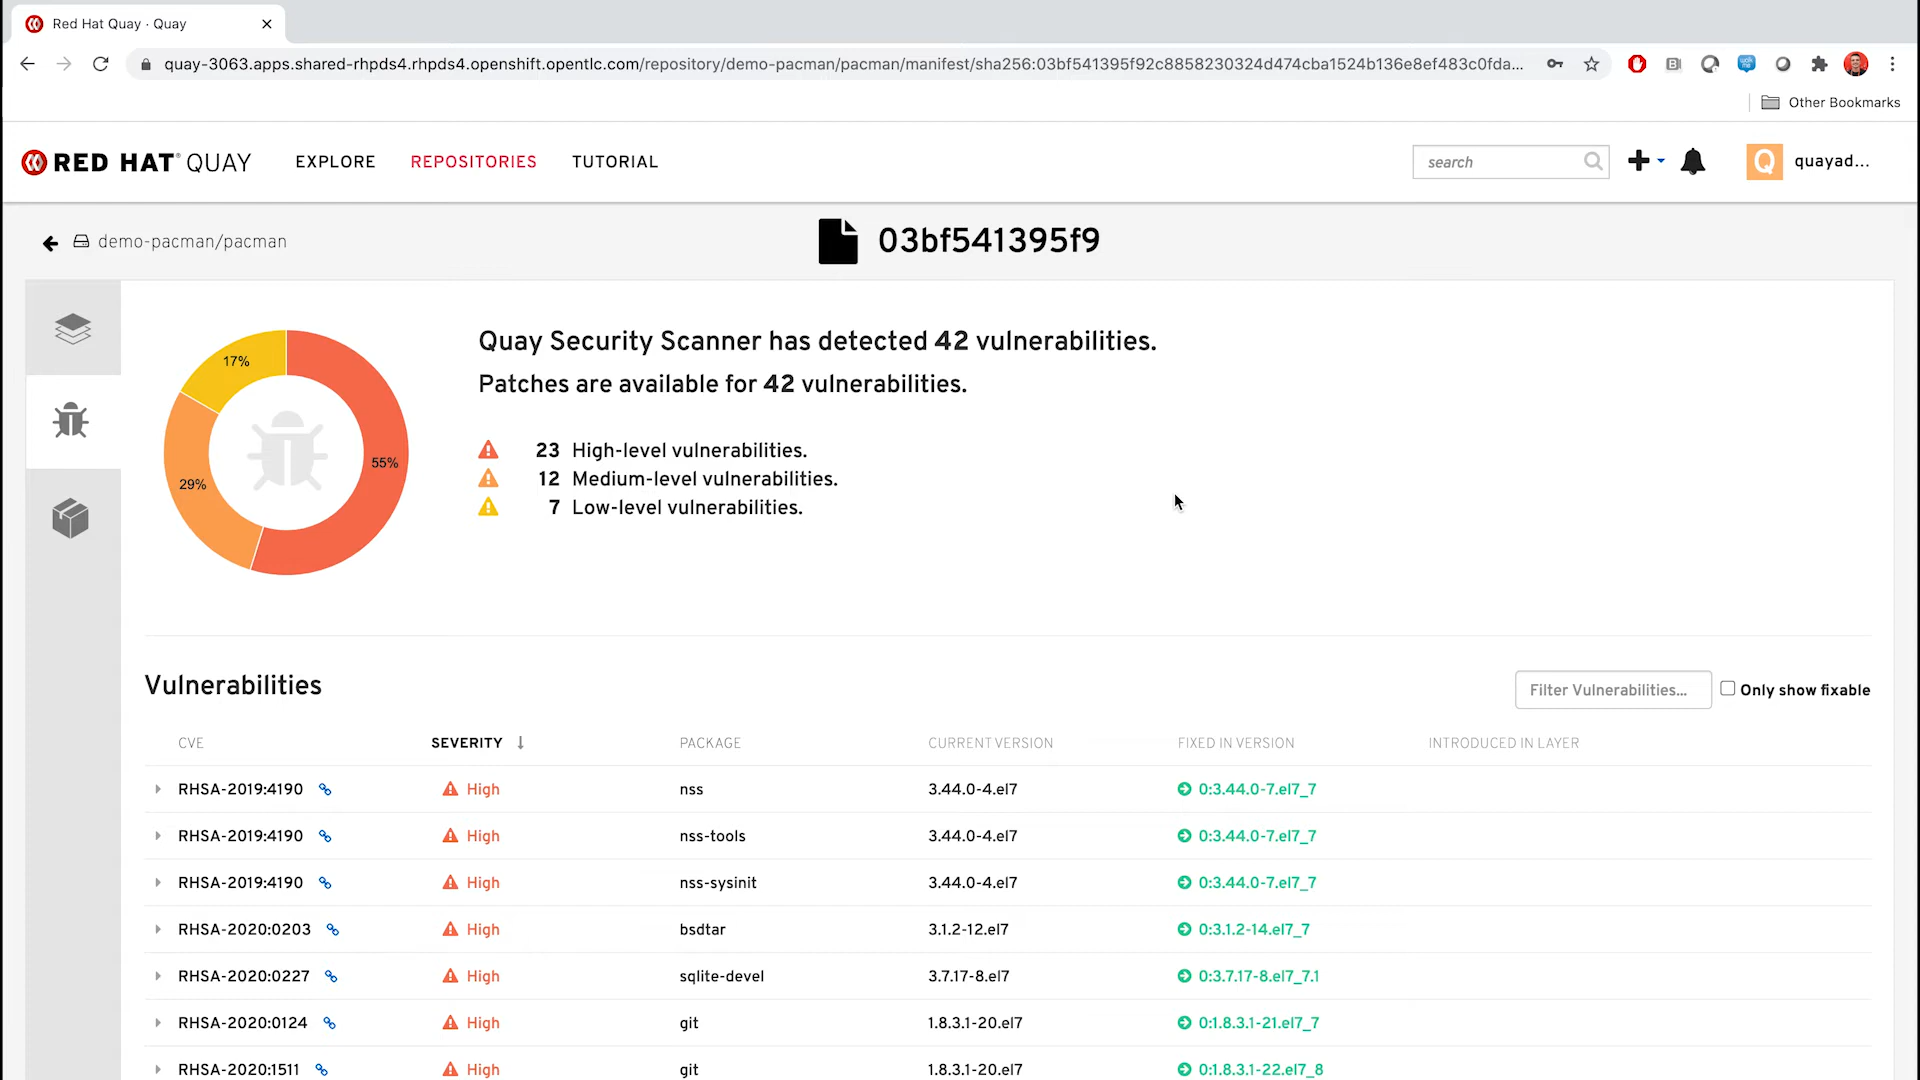 Red Hat Quay · Quay
quay-3063.apps.shared-rhpds4.rhpds4.openshift.opentlc.com/repository/demo-pacman/pacman/manifest/sha256:03bf541395f92c8858230324d474cba1524b136e8ef483c0fda...
Other Bookmarks
RED HAT® QUAY EXPLORE REPOSITORIES TUTORIAL search Q quayad...
demo-pacman/pacman 03bf541395f9
Quay Security Scanner has detected 42 vulnerabilities.
Patches are available for 42 vulnerabilities.
17%
55%
29%
23 High-level vulnerabilities.
12 Medium-level vulnerabilities.
7 Low-level vulnerabilities.
Vulnerabilities Filter Vulnerabilities... Only show fixable
CVE SEVERITY ↓ PACKAGE CURRENT VERSION FIXED IN VERSION INTRODUCED IN LAYER
RHSA-2019:4190 High nss 3.44.0-4.el7 0:3.44.0-7.el7_7
RHSA-2019:4190 High nss-tools 3.44.0-4.el7 0:3.44.0-7.el7_7
RHSA-2019:4190 High nss-sysinit 3.44.0-4.el7 0:3.44.0-7.el7_7
RHSA-2020:0203 High bsdtar 3.1.2-12.el7 0:3.1.2-14.el7_7
RHSA-2020:0227 High sqlite-devel 3.7.17-8.el7 0:3.7.17-8.el7_7.1
RHSA-2020:0124 High git 1.8.3.1-20.el7 0:1.8.3.1-21.el7_7
RHSA-2020:1511 High git 1.8.3.1-20.el7 0:1.8.3.1-22.el7_8